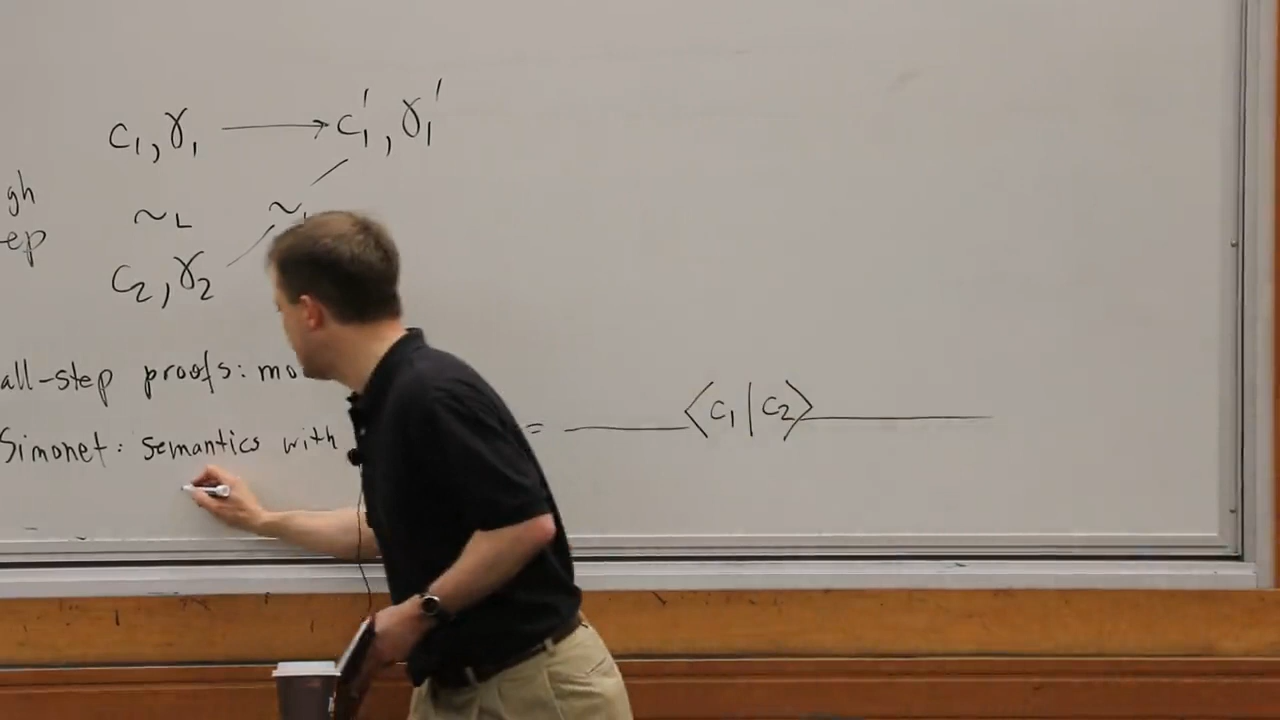 c₁, γ₁ ⟶ c₁′, γ₁′
gh
~L ~
ep
c₂, γ₂
all-step proofs: mo
Simonet: semantics with = ⟨c₁ | c₂⟩